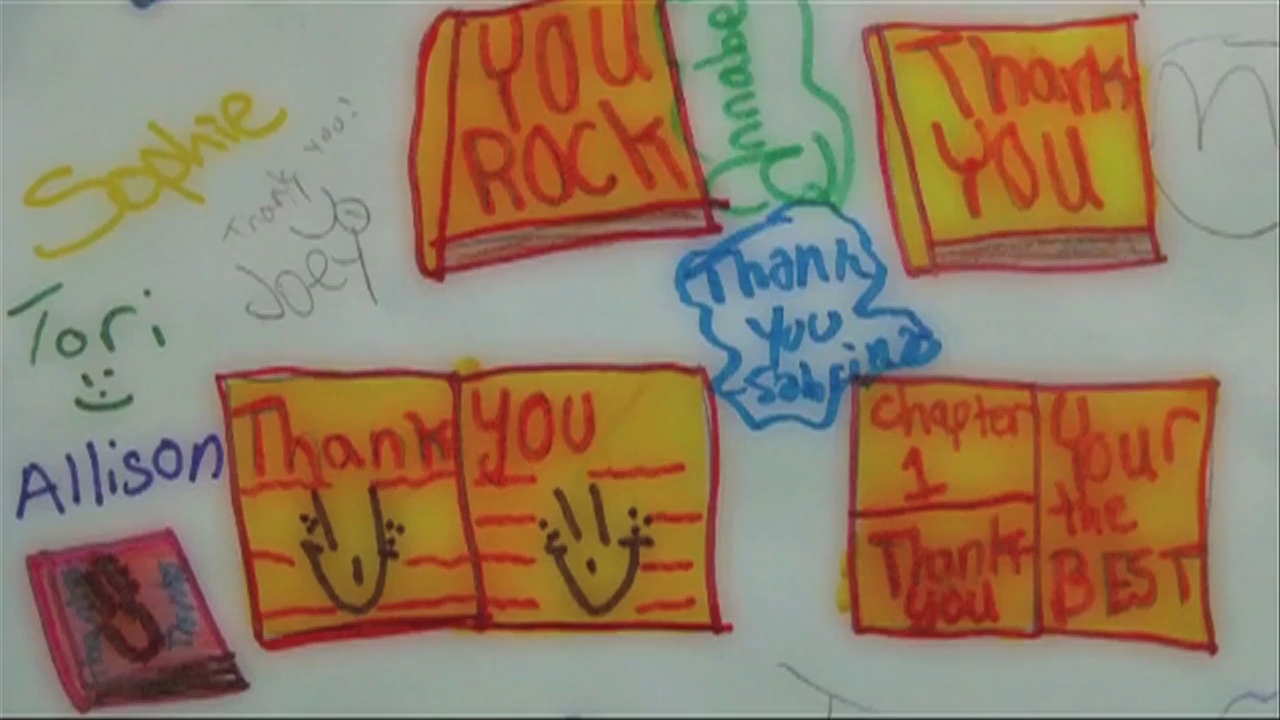 YOU
ROCK
Annabe
Thank
YOU
Sophie
Thank you!
Joey
Tori
Allison
Thank
you
Sabrina
Thank YOU
Chapter
1
Thank
you
Your
the
BEST